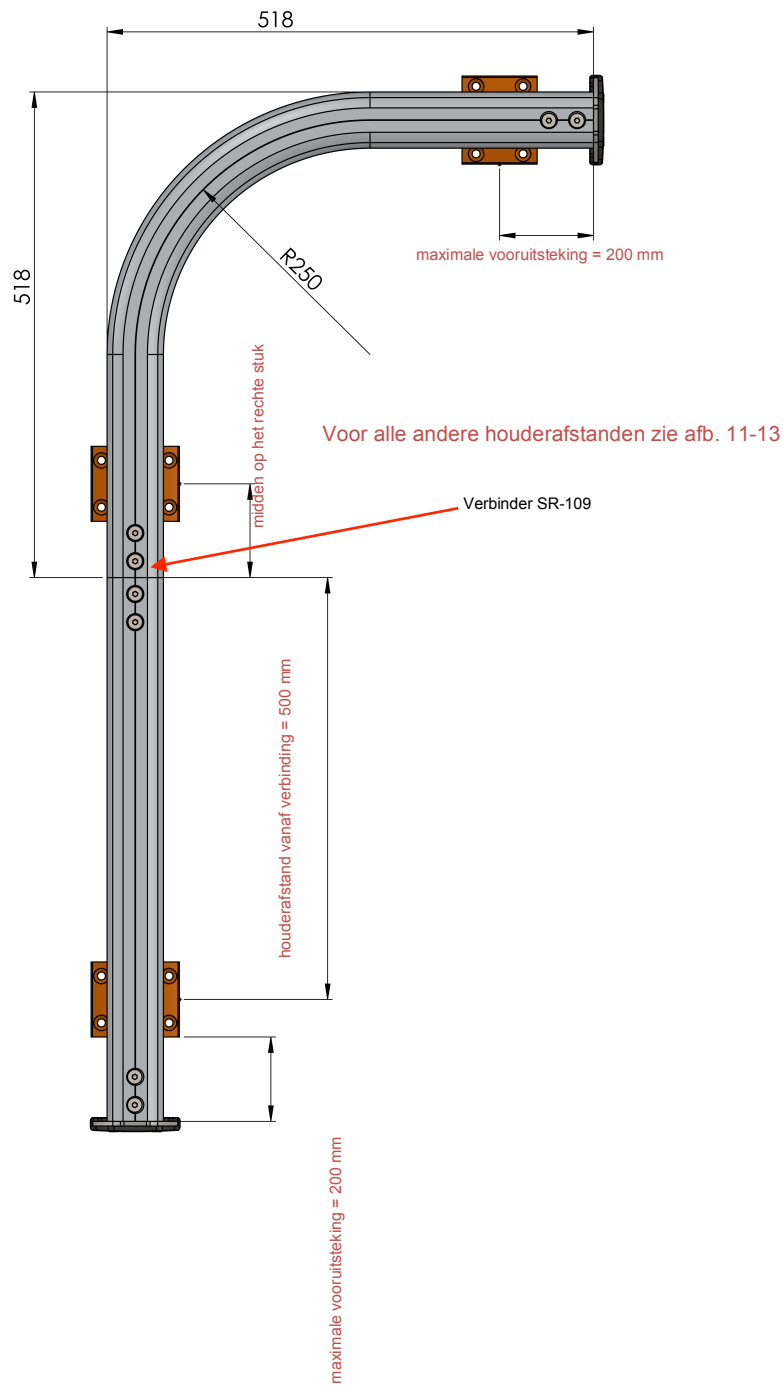 518
518
R250
maximale vooruitsteking = 200 mm
midden op het rechte stuk
Voor alle andere houderafstanden zie afb. 11-13
Verbinder SR-109
houderafstand vanaf verbinding = 500 mm
maximale vooruitsteking = 200 mm